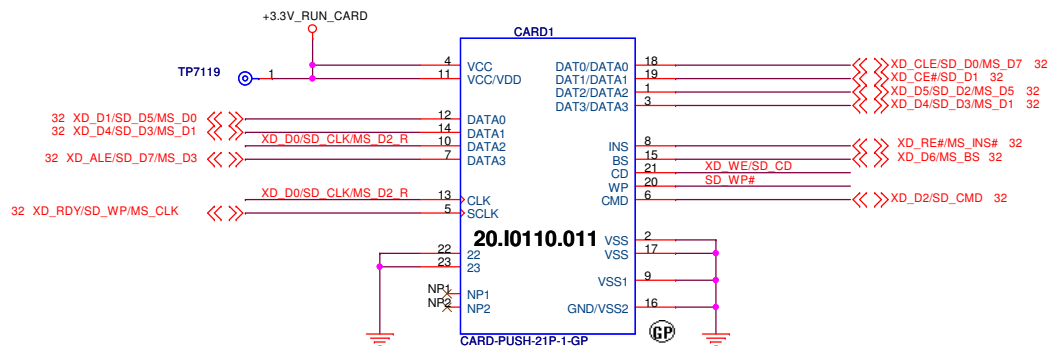 +3.3V_RUN_CARD
CARD1
TP7119 1
4 VCC
11 VCC/VDD
32 XD_D1/SD_D5/MS_D0 12 DATA0
32 XD_D4/SD_D3/MS_D1 14 DATA1
XD_D0/SD_CLK/MS_D2_R 10 DATA2
32 XD_ALE/SD_D7/MS_D3 7 DATA3
XD_D0/SD_CLK/MS_D2_R 13 CLK
32 XD_RDY/SD_WP/MS_CLK 5 SCLK
22 22
23 23
NP1 NP1
NP2 NP2
DAT0/DATA0 18 XD_CLE/SD_D0/MS_D7 32
DAT1/DATA1 19 XD_CE#/SD_D1 32
DAT2/DATA2 1 XD_D5/SD_D2/MS_D5 32
DAT3/DATA3 3 XD_D4/SD_D3/MS_D1 32
INS 8 XD_RE#/MS_INS# 32
BS 15 XD_D6/MS_BS 32
CD 21 XD_WE/SD_CD
WP 20 SD_WP#
CMD 6 XD_D2/SD_CMD 32
20.I0110.011
VSS 2
VSS 17
VSS1 9
GND/VSS2 16
GP
CARD-PUSH-21P-1-GP